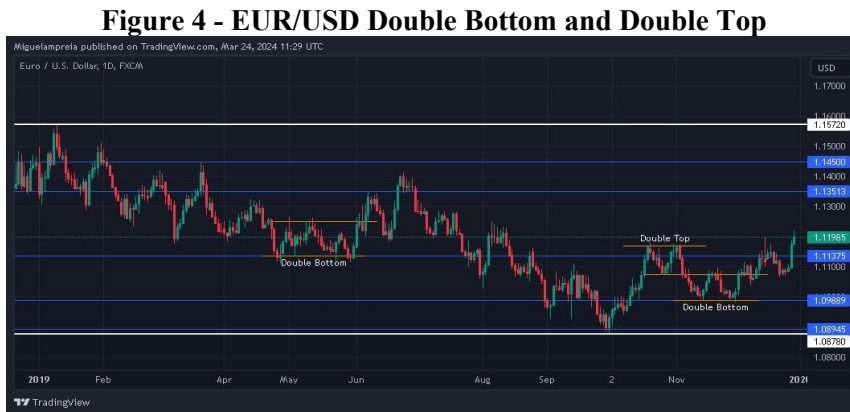 Figure 4 - EUR/USD Double Bottom and Double Top
Miguelampreia published on TradingView.com, Mar 24, 2024 11:29 UTC
Euro / U.S. Dollar, 1D, FXCM
USD
1.17000
1.16000
1.15720
1.15000
1.14500
1.14000
1.13513
1.13000
1.11985
Double Top
1.11375
Double Bottom
1.11000
1.09889
Double Bottom
1.08945
1.08780
1.08000
2019 Feb Apr May Jun Aug Sep 2 Nov 202
TradingView